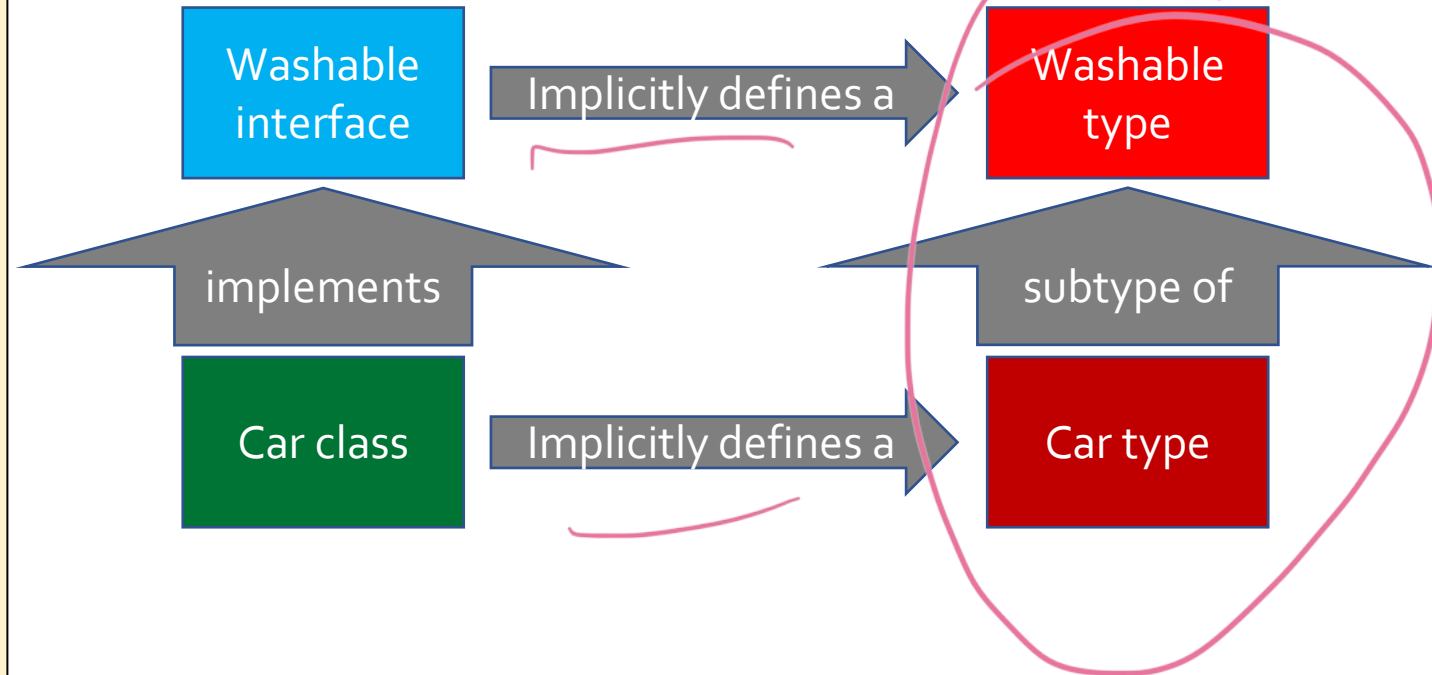 Washable
interface
Implicitly defines a
Washable
type
implements
subtype of
Car class
Implicitly defines a
Car type